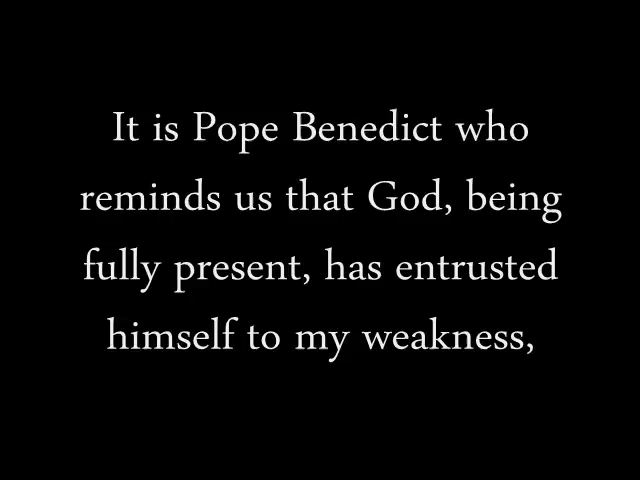 It is Pope Benedict who
reminds us that God, being
fully present, has entrusted
himself to my weakness,